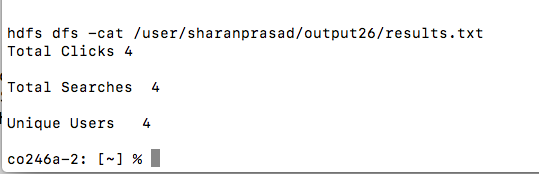 hdfs dfs -cat /user/sharanprasad/output26/results.txt
Total Clicks 4
Total Searches  4
Unique Users   4
co246a-2: [~] %